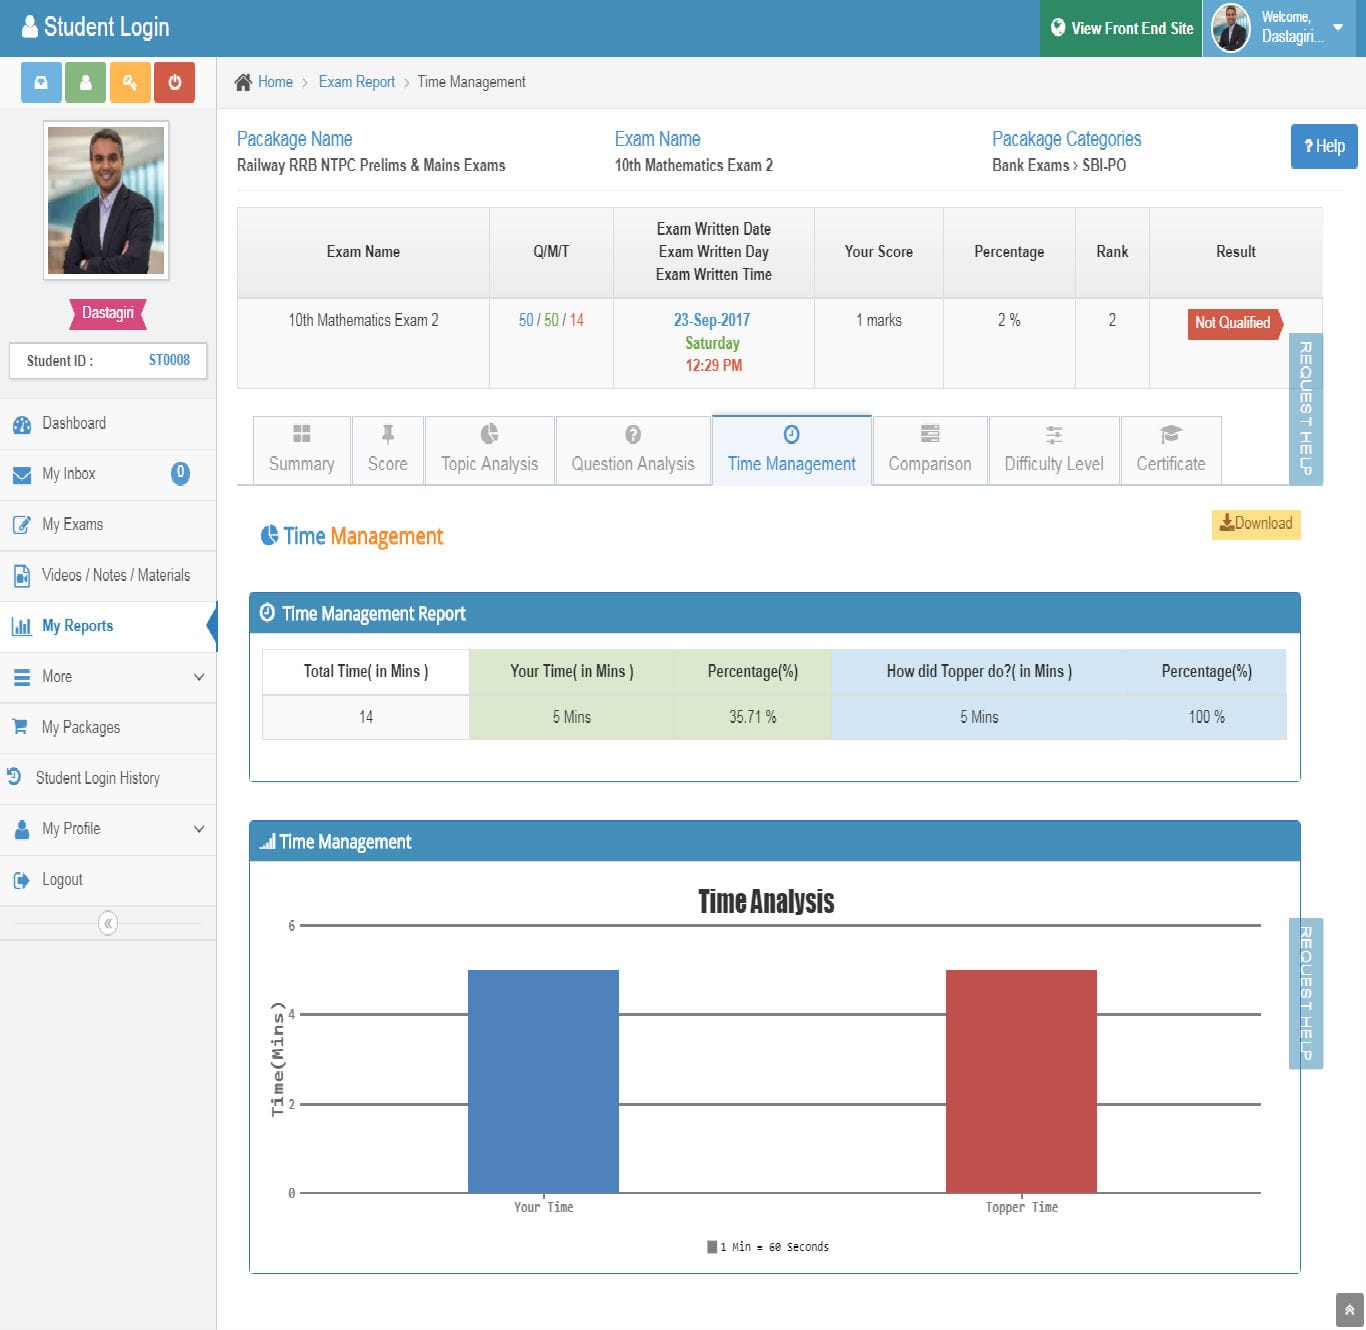 Student Login
View Front End Site
Welcome,
Dastagiri...
Home
Exam Report
Time Management
Dastagiri
Student ID :
ST0008
Dashboard
My Inbox
0
My Exams
Videos / Notes / Materials
My Reports
More
My Packages
Student Login History
My Profile
Logout
Pacakage Name
Railway RRB NTPC Prelims & Mains Exams
Exam Name
10th Mathematics Exam 2
Pacakage Categories
Bank Exams › SBI-PO
? Help
Exam Name
Q/M/T
Exam Written Date
Exam Written Day
Exam Written Time
Your Score
Percentage
Rank
Result
10th Mathematics Exam 2
50 / 50 / 14
23-Sep-2017
Saturday
12:29 PM
1 marks
2 %
2
Not Qualified
REQUEST HELP
Summary
Score
Topic Analysis
Question Analysis
Time Management
Comparison
Difficulty Level
Certificate
Time Management
Download
Time Management Report
Total Time( in Mins )
Your Time( in Mins )
Percentage(%)
How did Topper do?( in Mins )
Percentage(%)
14
5 Mins
35.71 %
5 Mins
100 %
Time Management
Time Analysis
Time(Mins)
6
4
2
0
Your Time
Topper Time
1 Min = 60 Seconds
REQUEST HELP